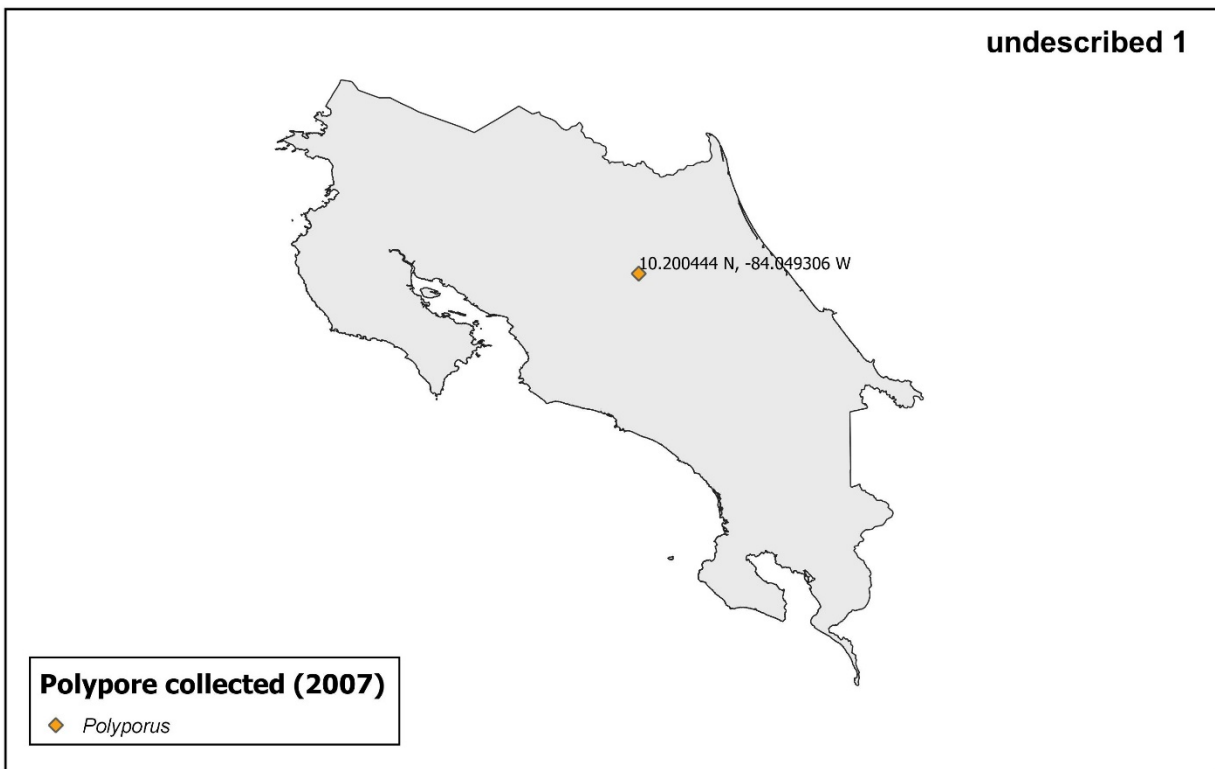 undescribed 1
10.200444 N, -84.049306 W
Polypore collected (2007)
Polyporus